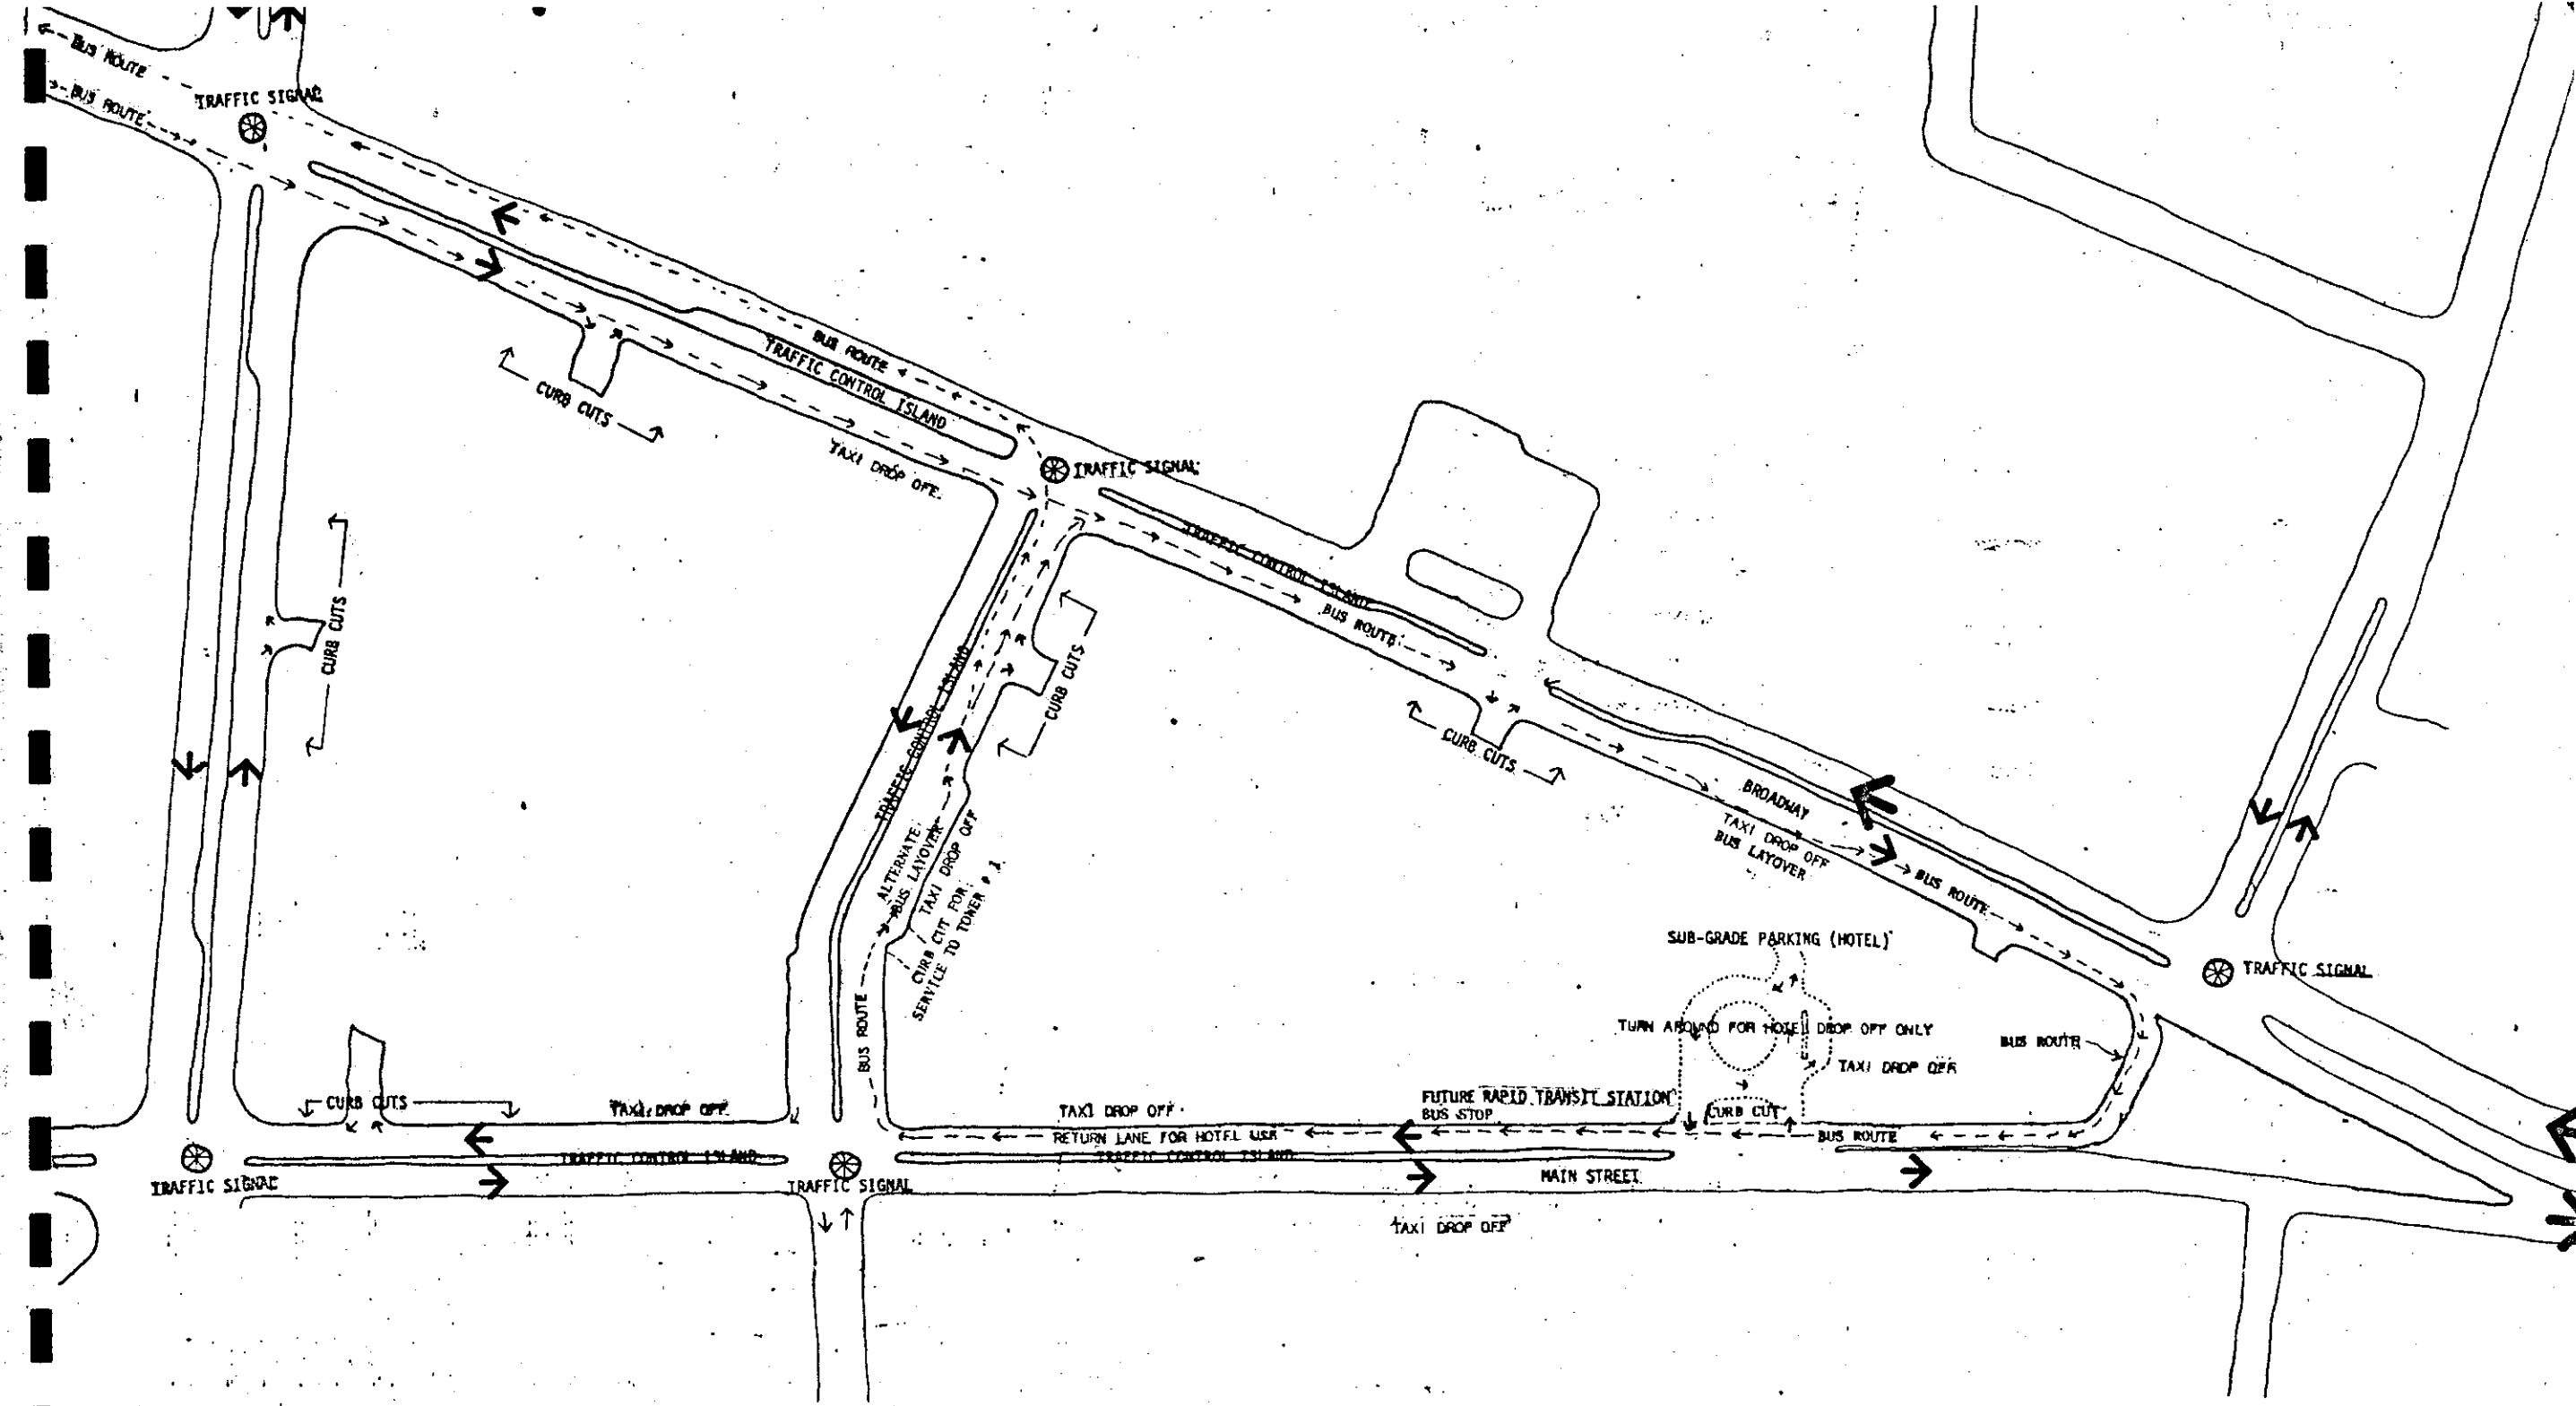 BUS ROUTE
BUS ROUTE
TRAFFIC SIGNAL
BUS ROUTE
TRAFFIC CONTROL ISLAND
CURB CUTS
TAXI DROP OFF
TRAFFIC SIGNAL
TRAFFIC CONTROL ISLAND
BUS ROUTE
CURB CUTS
CURB CUTS
TRAFFIC CONTROL ISLAND
CURB CUTS
BROADWAY
TAXI DROP OFF
BUS LAYOVER
BUS ROUTE
ALTERNATE
BUS LAYOVER
TAXI DROP OFF
CURB CUT FOR
SERVICE TO TOWER # 1
BUS ROUTE
SUB-GRADE PARKING (HOTEL)
TRAFFIC SIGNAL
TURN AROUND FOR HOTEL DROP OFF ONLY
BUS ROUTE
TAXI DROP OFF
CURB CUTS
TAXI DROP OFF
TAXI DROP OFF
FUTURE RAPID TRANSIT STATION
BUS STOP
CURB CUT
RETURN LANE FOR HOTEL USE
BUS ROUTE
TRAFFIC CONTROL ISLAND
TRAFFIC CONTROL ISLAND
MAIN STREET
TRAFFIC SIGNAL
TRAFFIC SIGNAL
TAXI DROP OFF